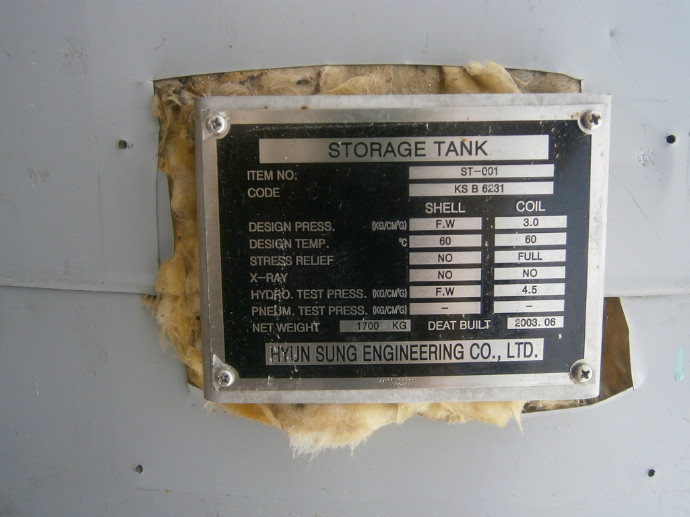 STORAGE TANK
ITEM NO. ST-001
CODE KS B 6231
SHELL COIL
DESIGN PRESS. (KG/CM²G) F.W 3.0
DESIGN TEMP. ℃ 60 60
STRESS RELIEF NO FULL
X-RAY NO NO
HYDRO. TEST PRESS. (KG/CM²G) F.W 4.5
PNEUM. TEST PRESS. (KG/CM²G) - -
NET WEIGHT 1700 KG DEAT BUILT 2003. 06
HYUN SUNG ENGINEERING CO., LTD.